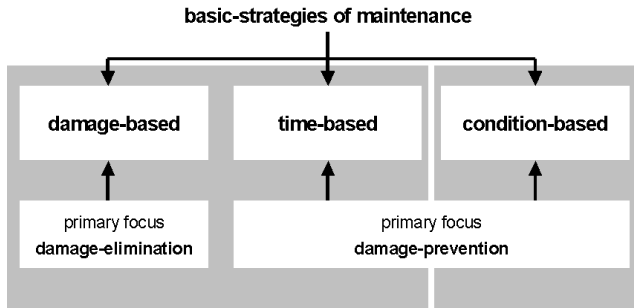 basic-strategies of maintenance
damage-based
time-based
condition-based
primary focus
damage-elimination
primary focus
damage-prevention